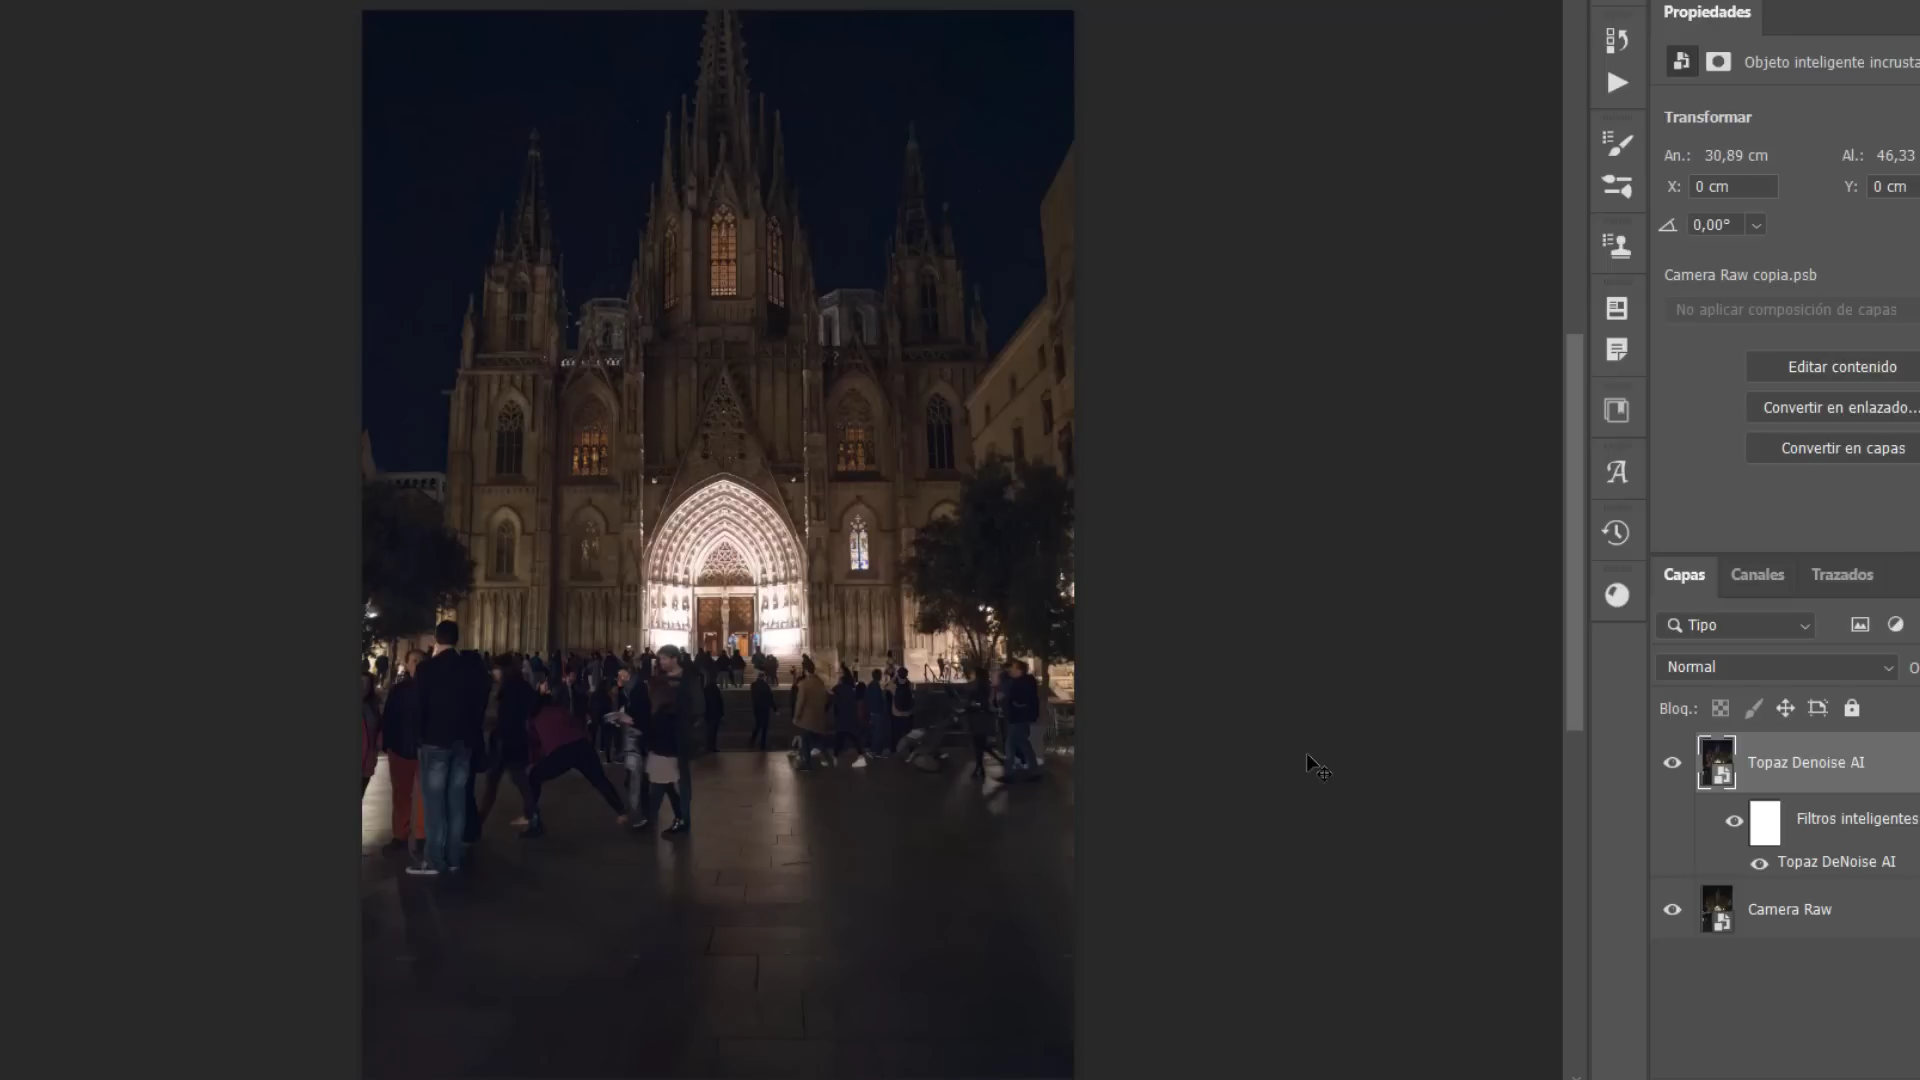 Propiedades
Objeto inteligente incrusta
Transformar
An.: 30,89 cm Al.: 46,33
X: 0 cm Y: 0 cm
0,00°
Camera Raw copia.psb
No aplicar composición de capas
Editar contenido
Convertir en enlazado...
Convertir en capas
Capas Canales Trazados
Tipo
Normal O
Bloq.:
Topaz Denoise AI
Filtros inteligentes
Topaz DeNoise AI
Camera Raw